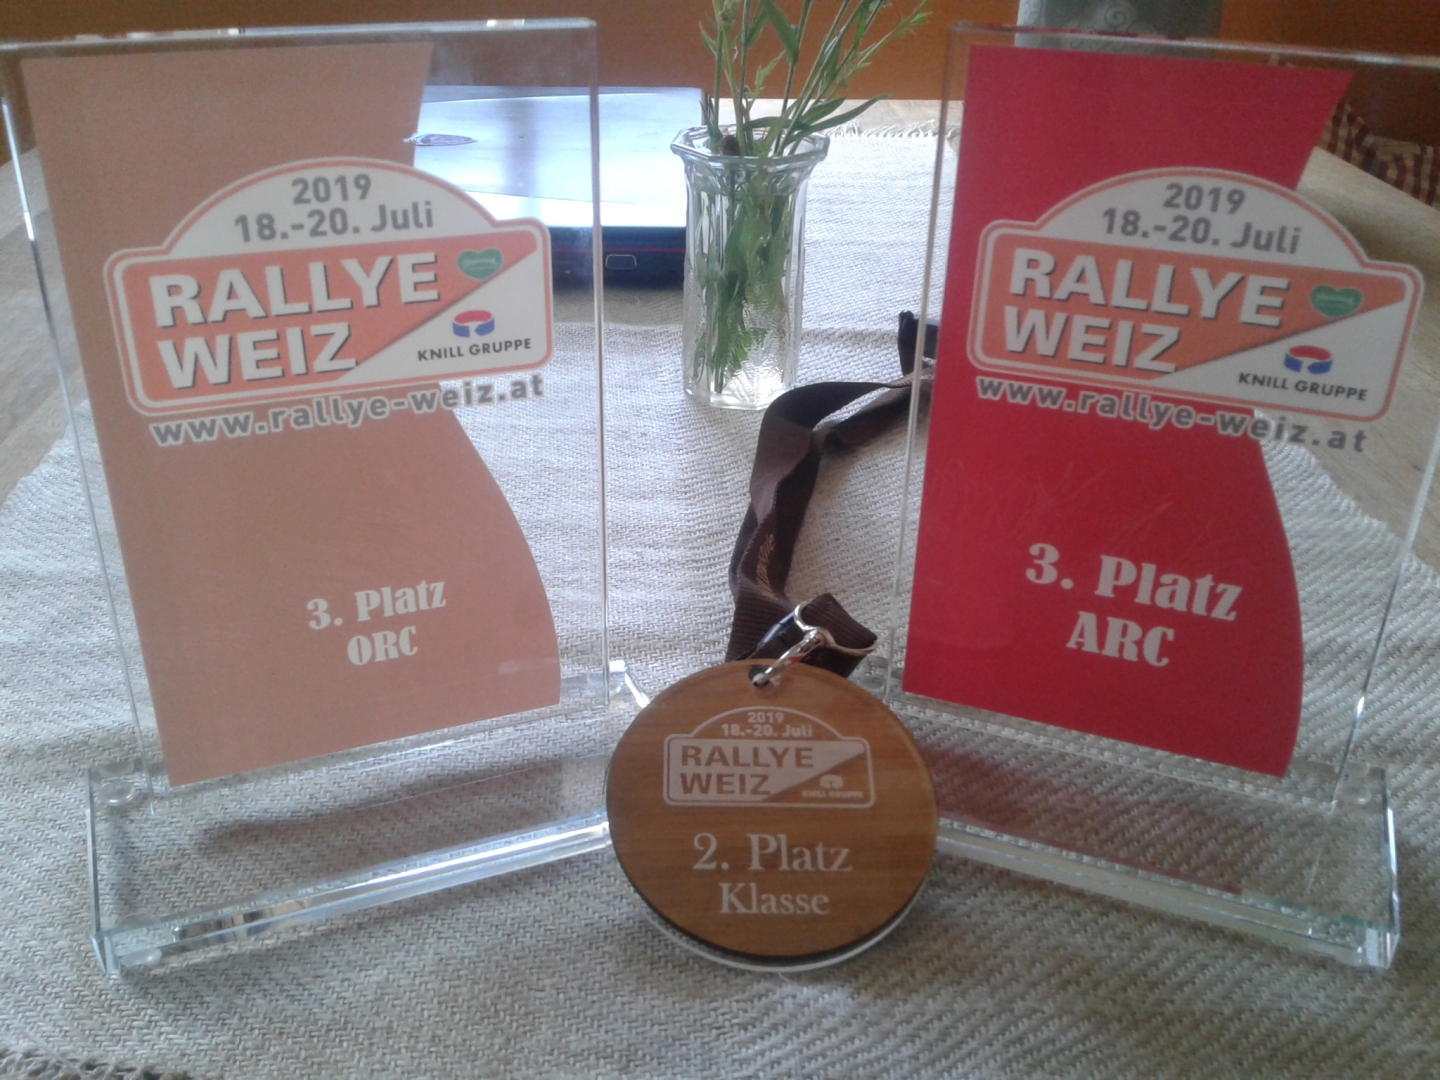 2019
18.-20. Juli
RALLYE
WEIZ
KNILL GRUPPE
www.rallye-weiz.at
3. Platz
ORC
2019
18.-20. Juli
RALLYE
WEIZ
KNILL GRUPPE
2. Platz
Klasse
2019
18.-20. Juli
RALLYE
WEIZ
KNILL GRUPPE
www.rallye-weiz.at
3. Platz
ARC